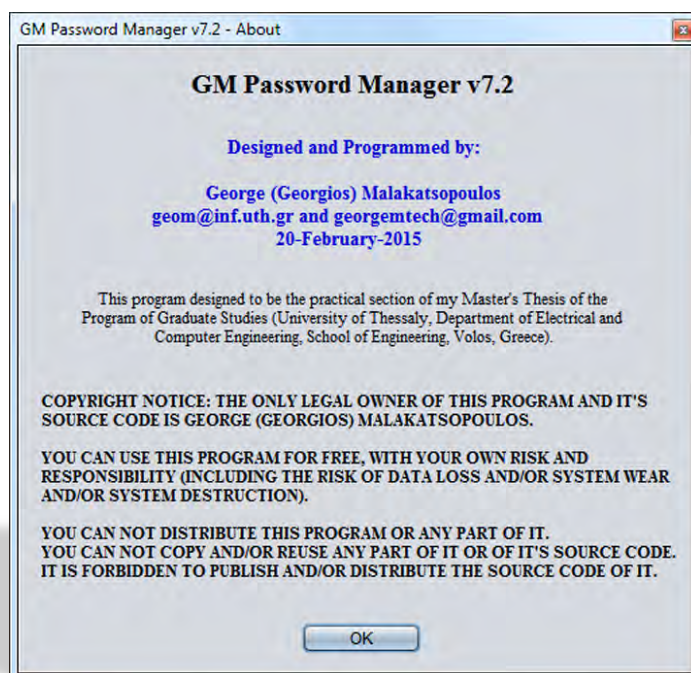 GM Password Manager v7.2 - About
GM Password Manager v7.2
Designed and Programmed by:
George (Georgios) Malakatsopoulos
geom@inf.uth.gr and georgemtech@gmail.com
20-February-2015
This program designed to be the practical section of my Master's Thesis of the
Program of Graduate Studies (University of Thessaly, Department of Electrical and
Computer Engineering, School of Engineering, Volos, Greece).
COPYRIGHT NOTICE: THE ONLY LEGAL OWNER OF THIS PROGRAM AND IT'S
SOURCE CODE IS GEORGE (GEORGIOS) MALAKATSOPOULOS.
YOU CAN USE THIS PROGRAM FOR FREE, WITH YOUR OWN RISK AND
RESPONSIBILITY (INCLUDING THE RISK OF DATA LOSS AND/OR SYSTEM WEAR
AND/OR SYSTEM DESTRUCTION).
YOU CAN NOT DISTRIBUTE THIS PROGRAM OR ANY PART OF IT.
YOU CAN NOT COPY AND/OR REUSE ANY PART OF IT OR OF IT'S SOURCE CODE.
IT IS FORBIDDEN TO PUBLISH AND/OR DISTRIBUTE THE SOURCE CODE OF IT.
OK